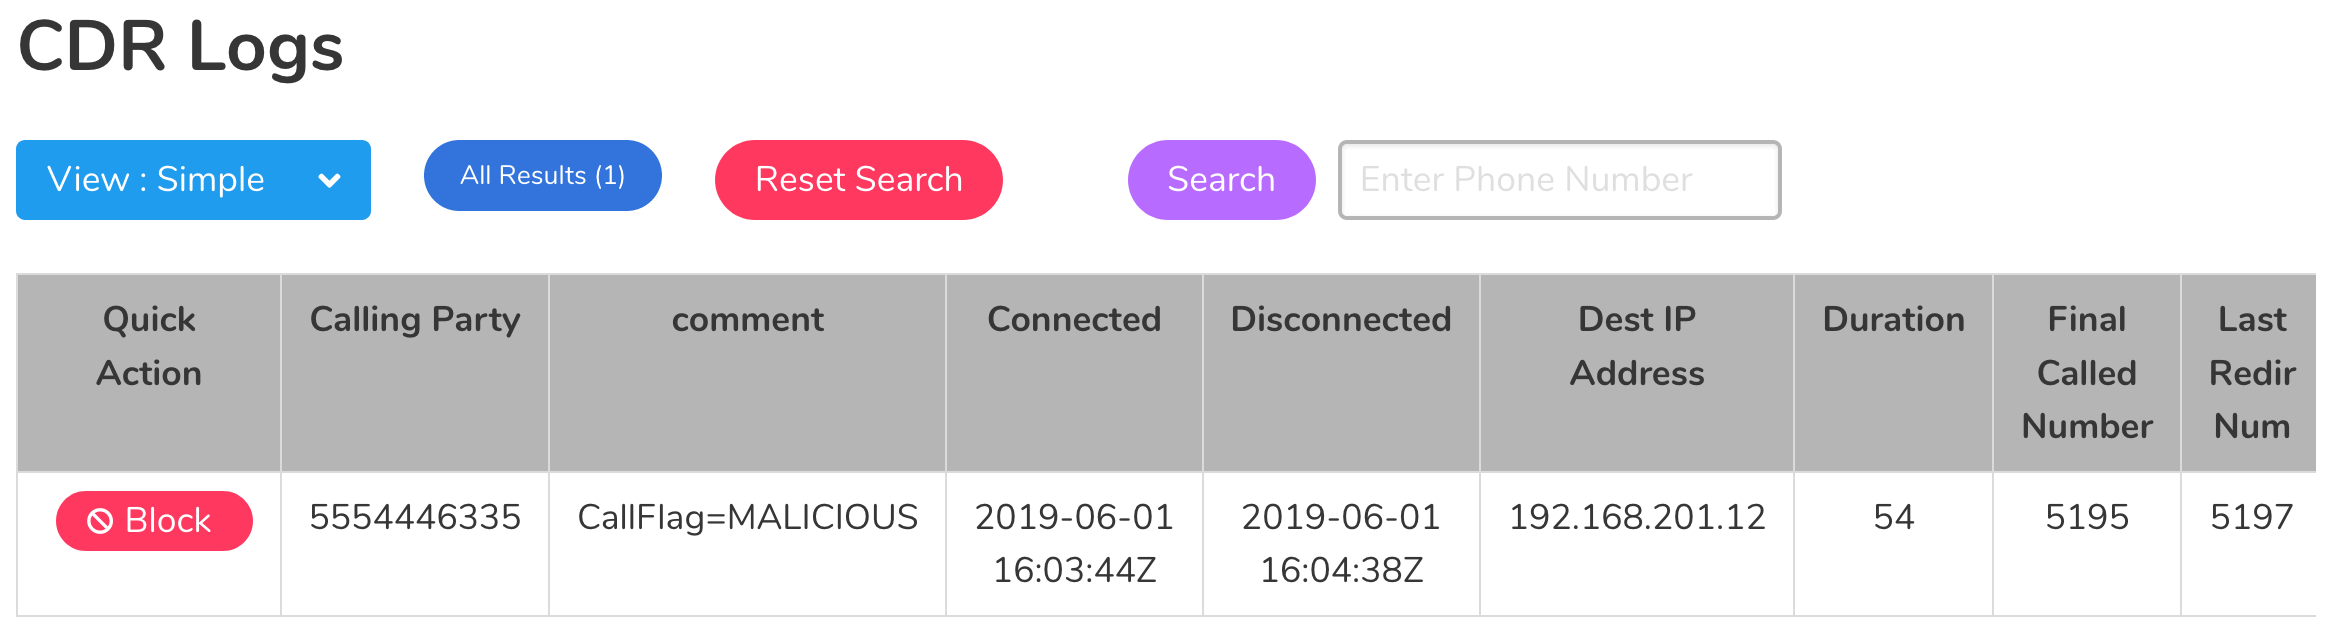 CDR Logs
View : Simple
All Results (1)
Reset Search
Search
Enter Phone Number
Quick
Action
Calling Party
comment
Connected
Disconnected
Dest IP
Address
Duration
Final
Called
Number
Last
Redir
Num
Block
5554446335
CallFlag=MALICIOUS
2019-06-01
16:03:44Z
2019-06-01
16:04:38Z
192.168.201.12
54
5195
5197